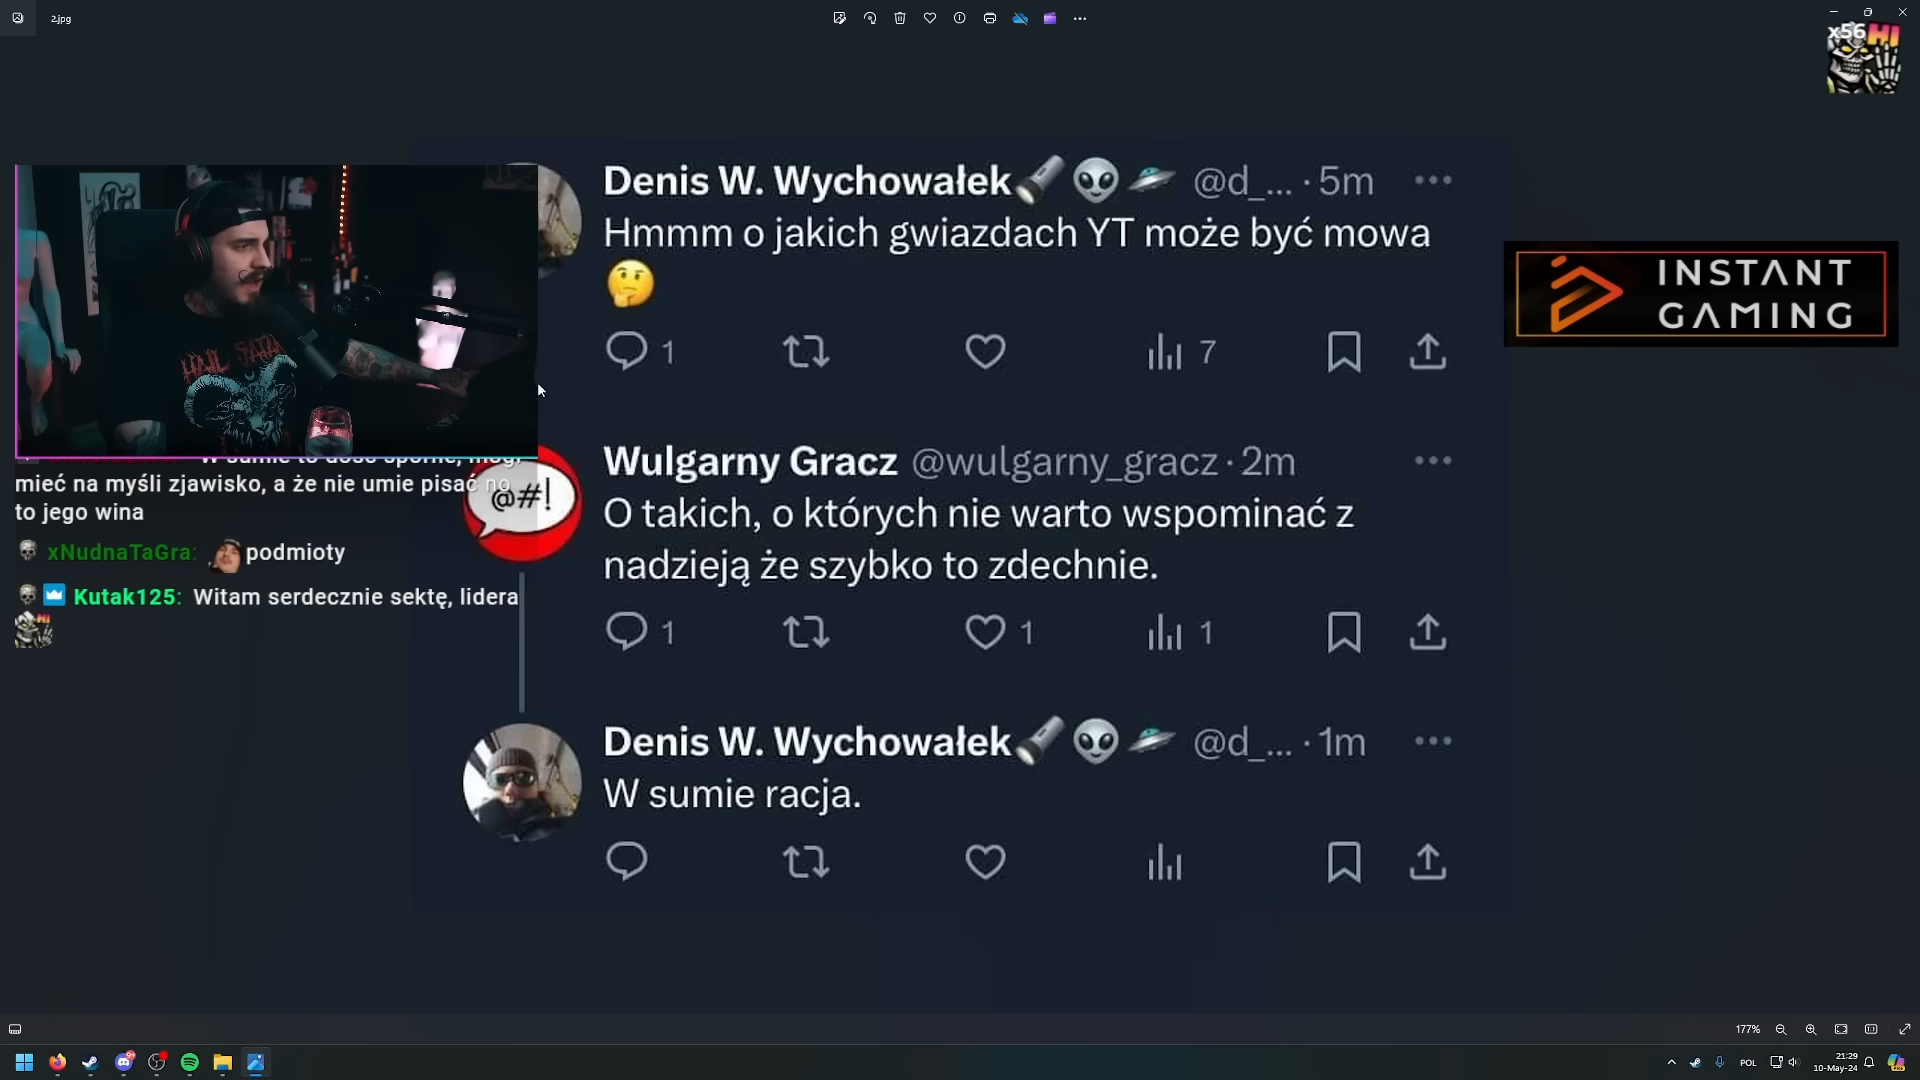 2.jpg
x56 HI
Denis W. Wychowałek @d_... · 5m
Hmmm o jakich gwiazdach YT może być mowa
1 7
INSTANT
GAMING
Wulgarny Gracz @wulgarny_gracz · 2m
@#!
O takich, o których nie warto wspominać z
nadzieją że szybko to zdechnie.
1 1 1
mieć na myśli zjawisko, a że nie umie pisać no
to jego wina
xNudnaTaGra: podmioty
Kutak125: Witam serdecznie sektę, lidera
HI
Denis W. Wychowałek @d_... · 1m
W sumie racja.
177%
POL
21:29
10-May-24